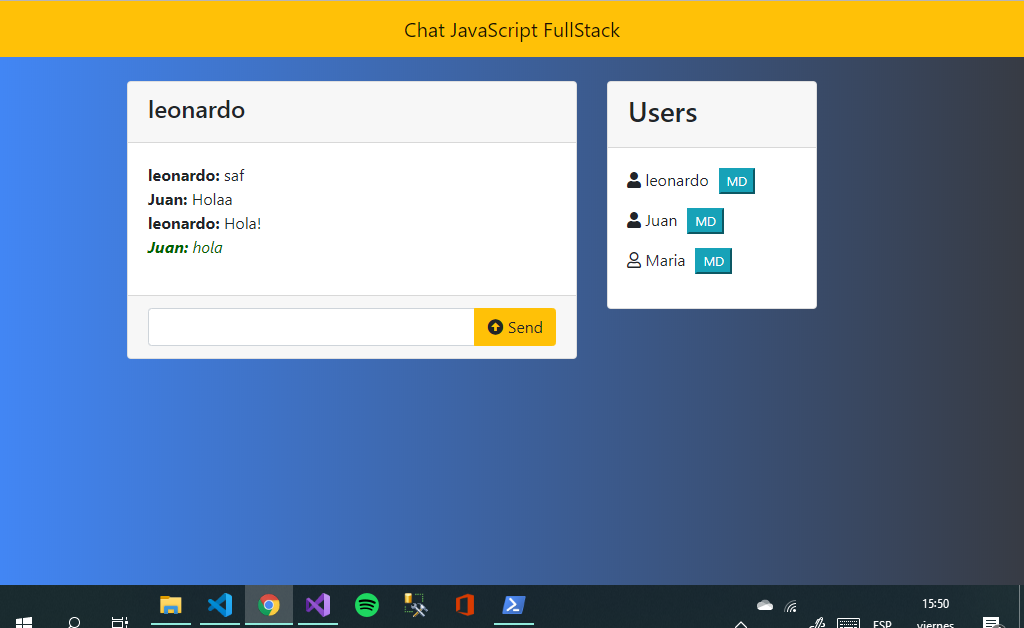 Chat JavaScript FullStack
leonardo
leonardo: saf
Juan: Holaa
leonardo: Hola!
Juan: hola
Send
Users
leonardo MD
Juan MD
Maria MD
15:50
ESP
viernes